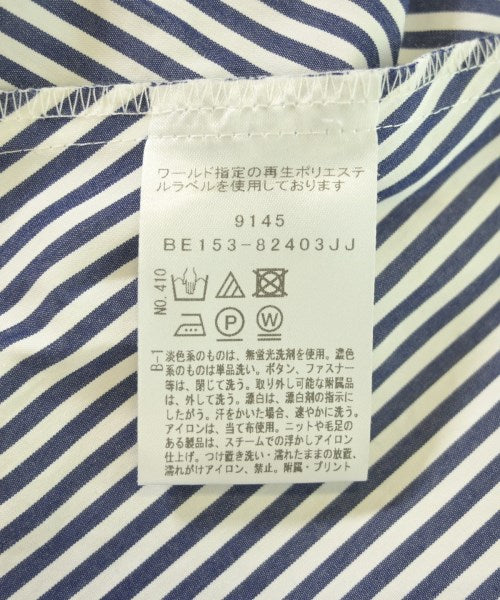 ワールド指定の再生ポリエステ
ルラベルを使用しております
9145
BE153-82403JJ
NO.410
B-1
淡色系のものは、無蛍光洗剤を使用。濃色
系のものは単品洗い。ボタン、ファスナー
等は、閉じて洗う。取り外し可能な附属品
は、外して洗う。漂白は、漂白剤の指示に
したがう。汗をかいた場合、速やかに洗う。
アイロンは、当て布使用。ニットや毛足の
ある製品は、スチームでの浮かしアイロン
仕上げ。つけ置き洗い・濡れたままの放置、
濡れがけアイロン、禁止。附属・プリント